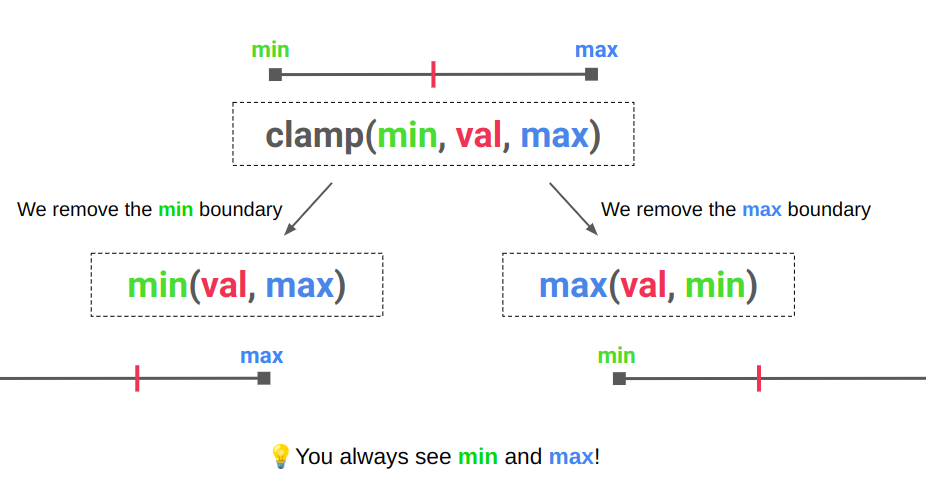 min
max
clamp(min, val, max)
We remove the min boundary
We remove the max boundary
min(val, max)
max(val, min)
max
min
💡You always see min and max!